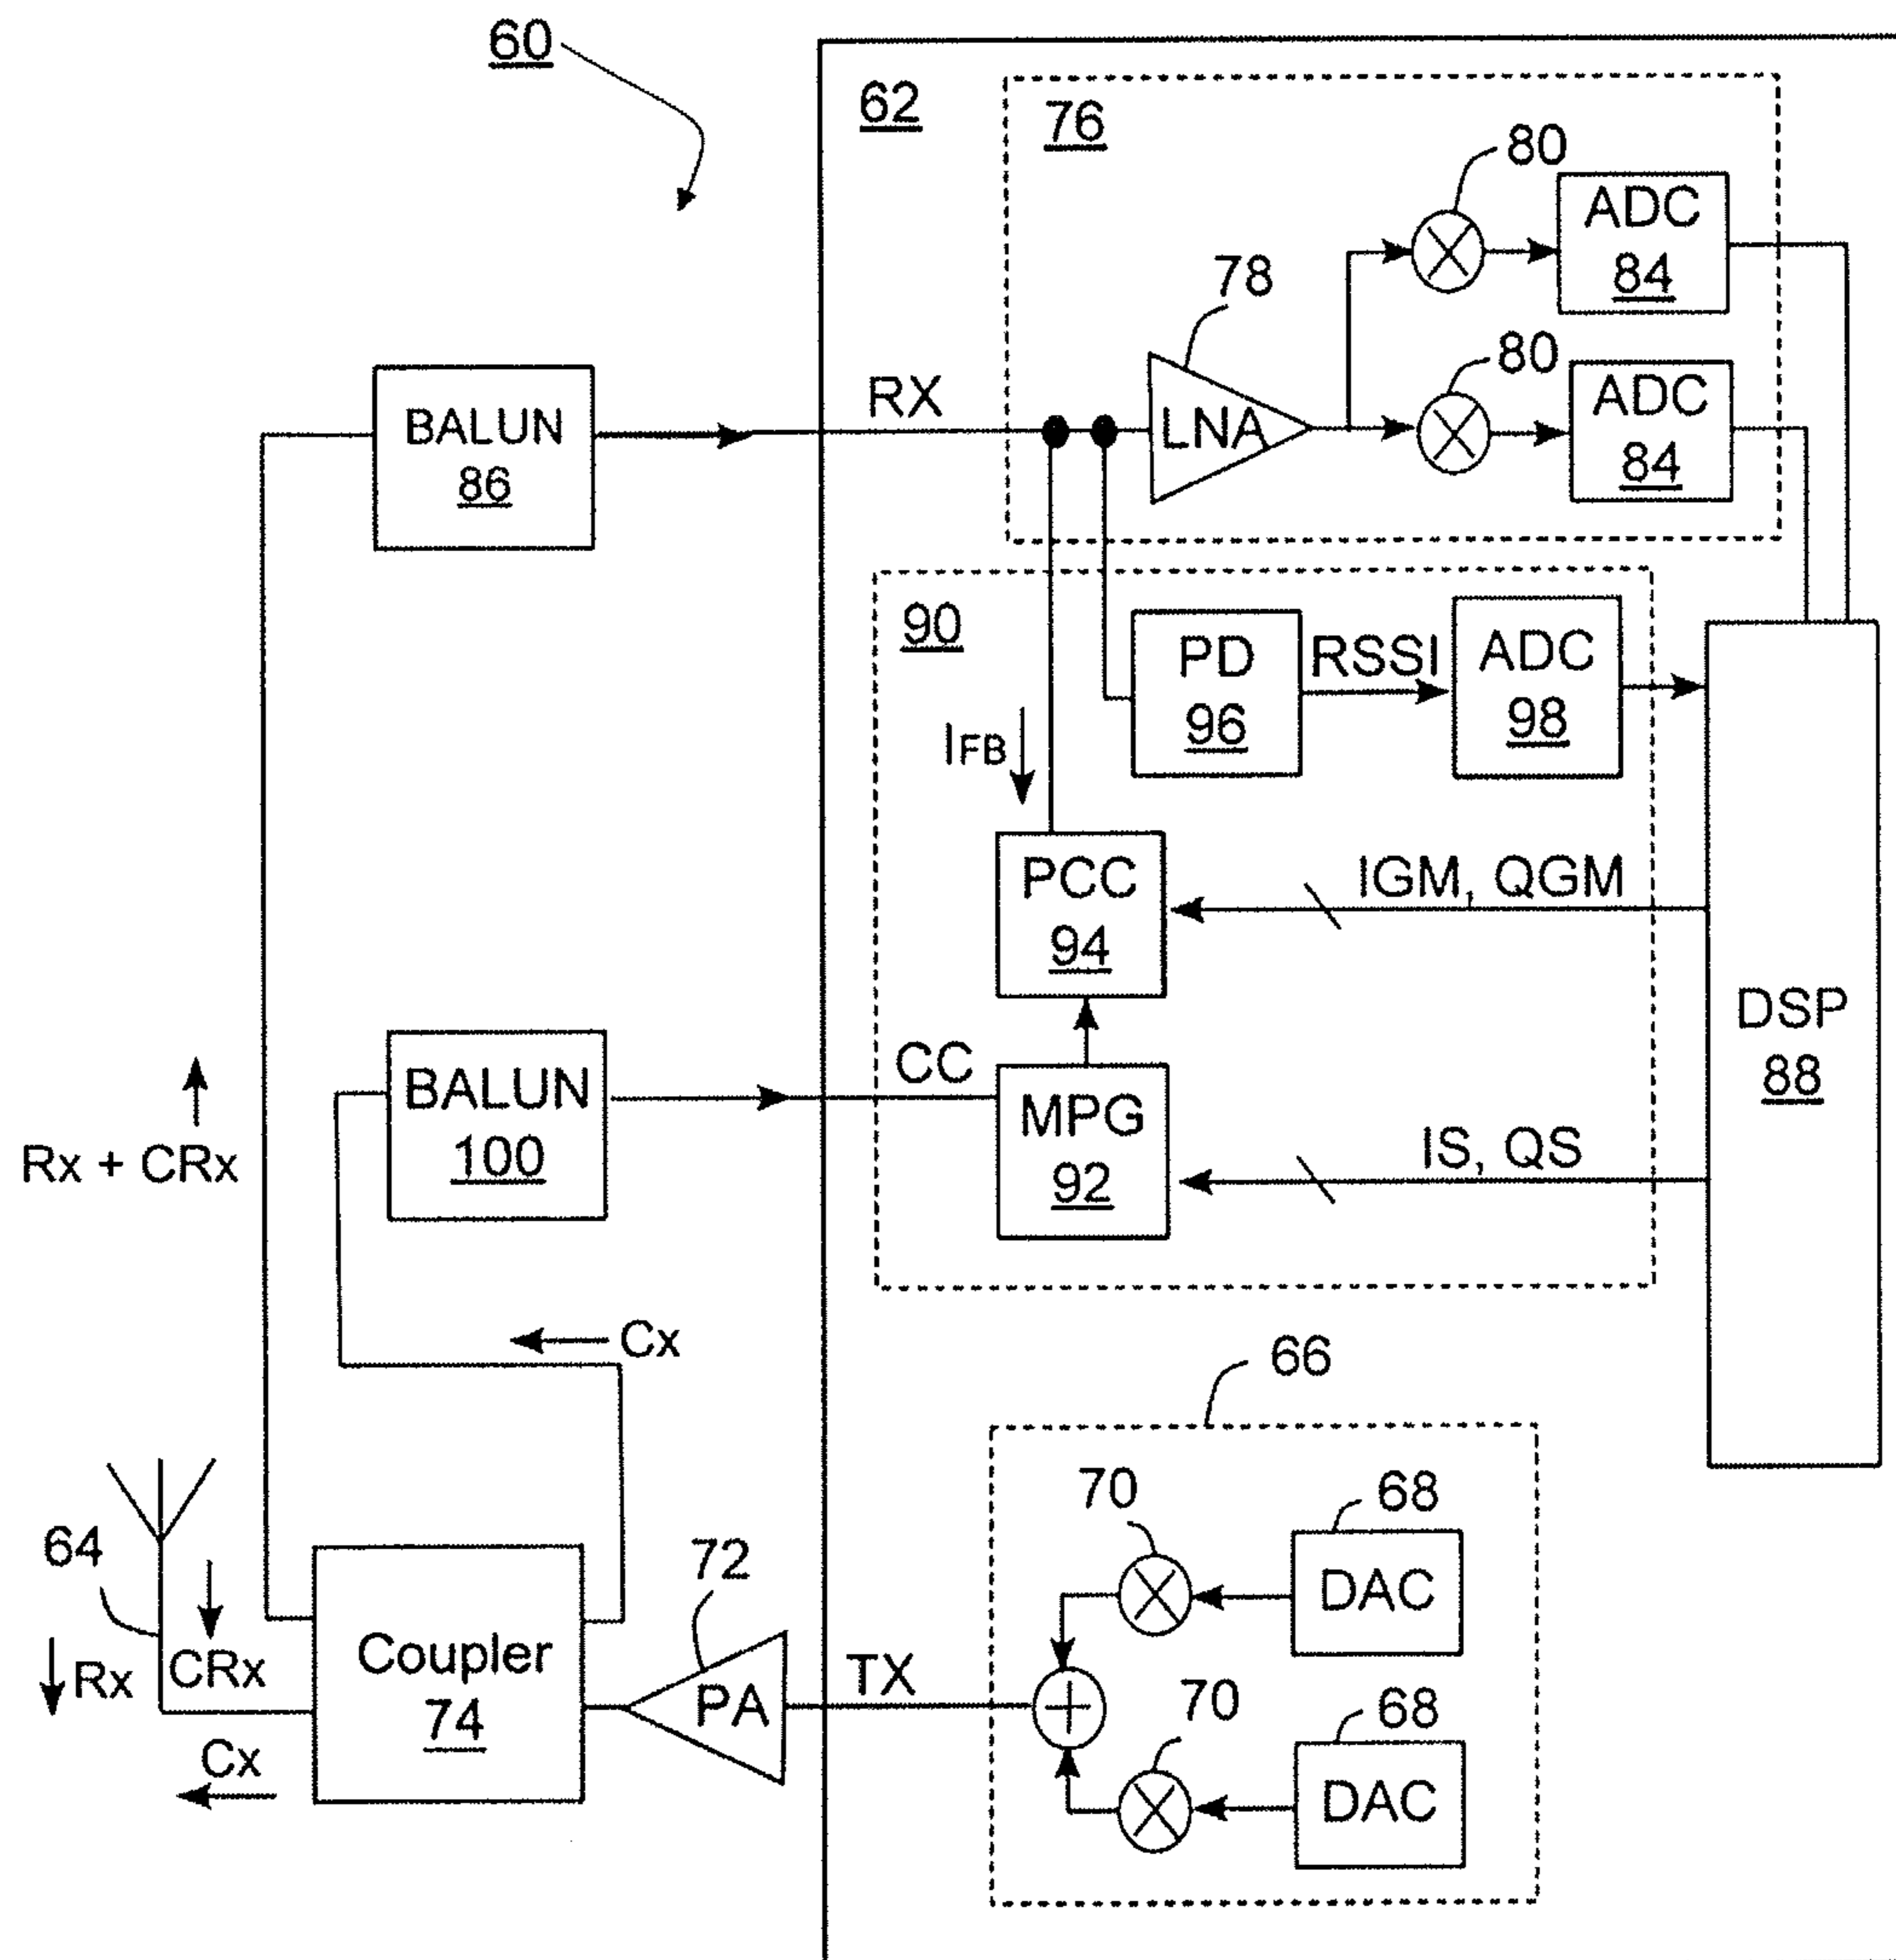 60
62
76
80
ADC
84
78
80
ADC
84
RX
LNA
BALUN
86
90
PD
96
RSSI
ADC
98
IFB
PCC
94
IGM, QGM
DSP
88
CC
BALUN
100
MPG
92
IS, QS
Rx + CRx
Cx
66
70
68
DAC
64
72
CRx
Rx
Coupler
74
PA
TX
70
68
DAC
Cx